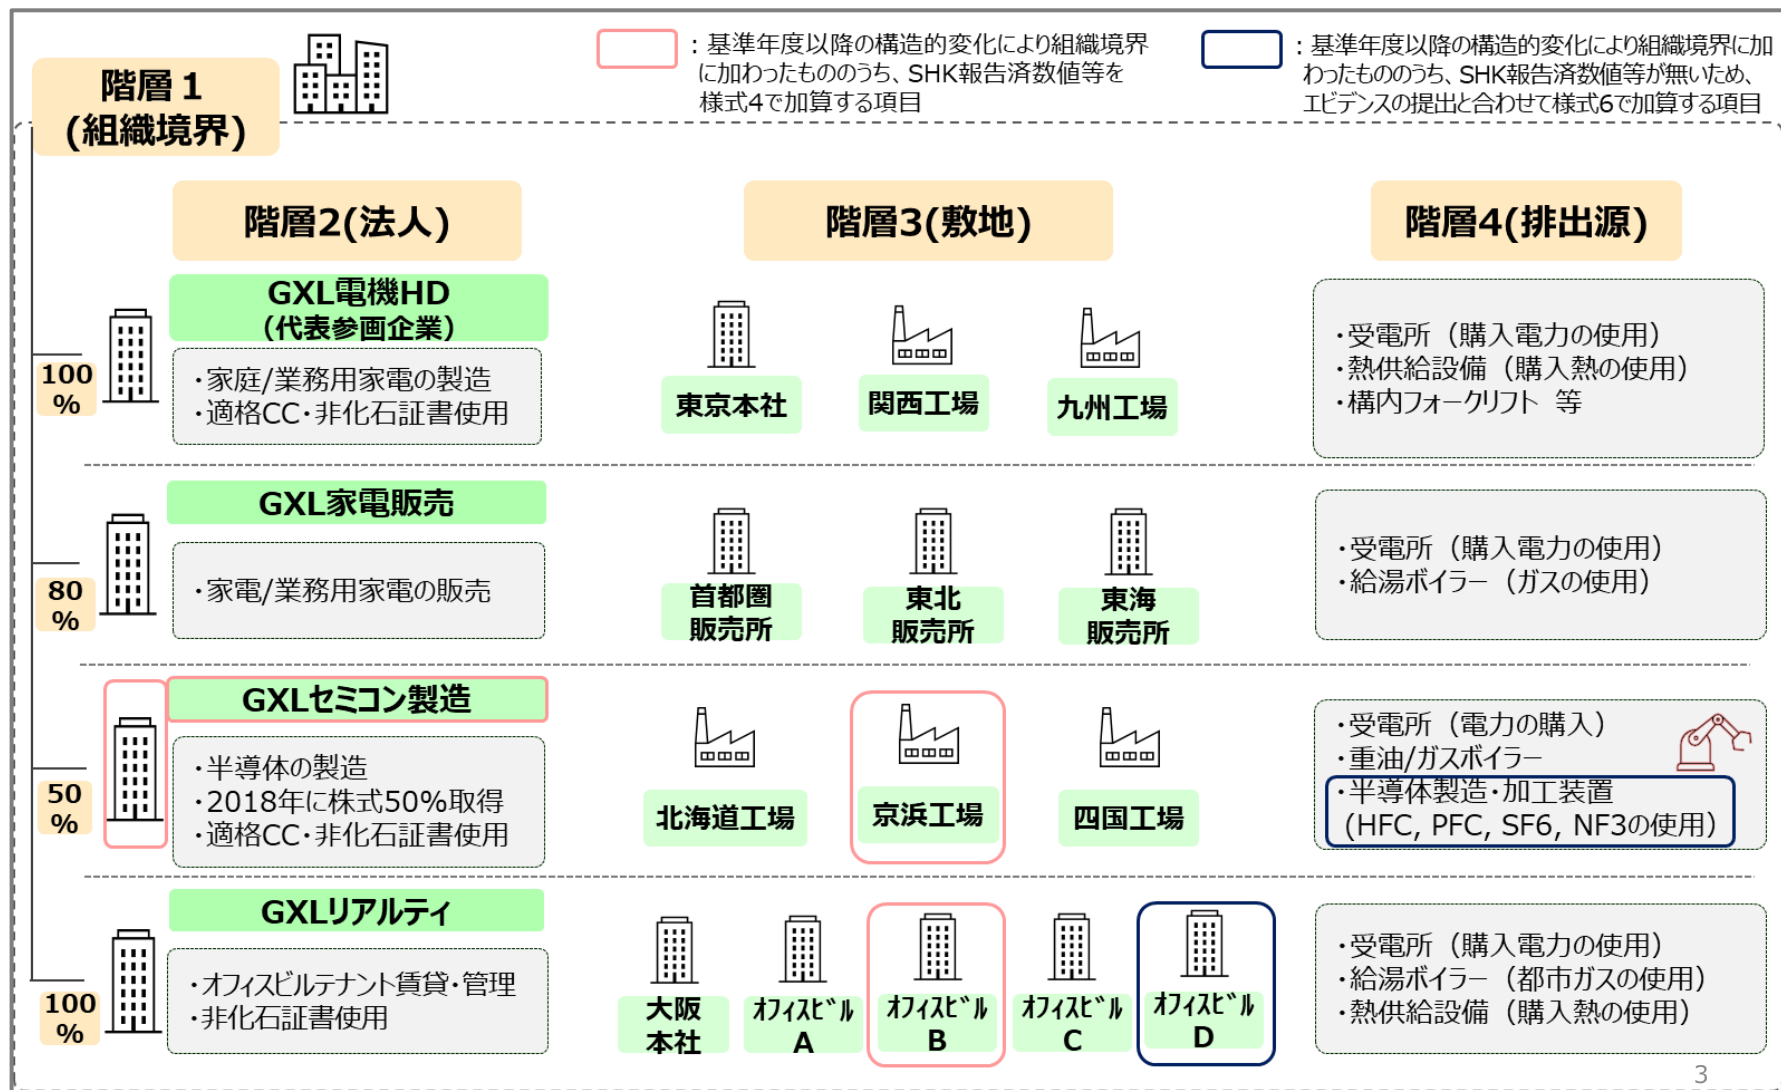 階層１
(組織境界)
：基準年度以降の構造的変化により組織境界
に加わったもののうち、SHK報告済数値等を
様式4で加算する項目
：基準年度以降の構造的変化により組織境界に加
わったもののうち、SHK報告済数値等が無いため、
エビデンスの提出と合わせて様式6で加算する項目
階層2(法人)
階層3(敷地)
階層4(排出源)
100
%
GXL電機HD
（代表参画企業）
・家庭/業務用家電の製造
・適格CC・非化石証書使用
東京本社
関西工場
九州工場
・受電所（購入電力の使用）
・熱供給設備（購入熱の使用）
・構内フォークリフト 等
80
%
GXL家電販売
・家電/業務用家電の販売
首都圏
販売所
東北
販売所
東海
販売所
・受電所（購入電力の使用）
・給湯ボイラー（ガスの使用）
50
%
GXLセミコン製造
・半導体の製造
・2018年に株式50%取得
・適格CC・非化石証書使用
北海道工場
京浜工場
四国工場
・受電所（電力の購入）
・重油/ガスボイラー
・半導体製造・加工装置
(HFC, PFC, SF6, NF3の使用)
100
%
GXLリアルティ
・オフィスビルテナント賃貸・管理
・非化石証書使用
大阪
本社
ｵﾌｨｽﾋﾞﾙ
A
ｵﾌｨｽﾋﾞﾙ
B
ｵﾌｨｽﾋﾞﾙ
C
ｵﾌｨｽﾋﾞﾙ
D
・受電所（購入電力の使用）
・給湯ボイラー（都市ガスの使用）
・熱供給設備（購入熱の使用）
3